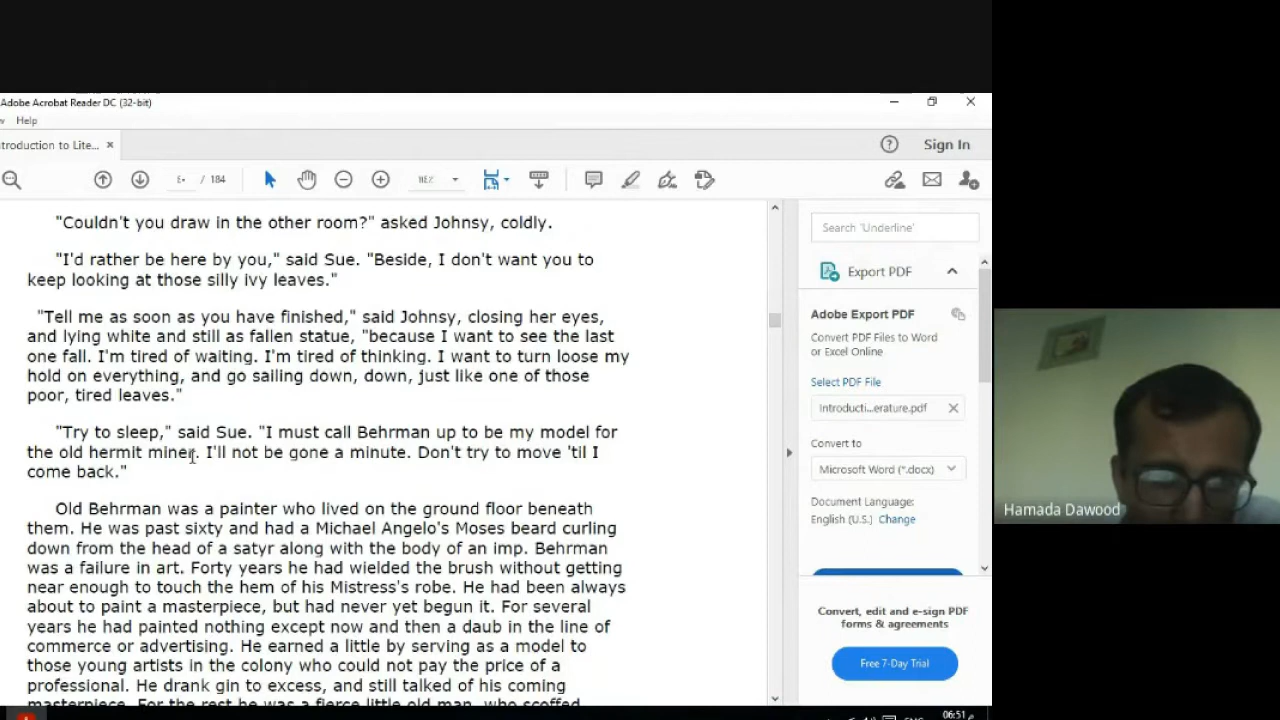 Adobe Acrobat Reader DC (32-bit)
Help
troduction to Lite...
Sign In
/ 184
"Couldn't you draw in the other room?" asked Johnsy, coldly.
"I'd rather be here by you," said Sue. "Beside, I don't want you to
keep looking at those silly ivy leaves."
"Tell me as soon as you have finished," said Johnsy, closing her eyes,
and lying white and still as fallen statue, "because I want to see the last
one fall. I'm tired of waiting. I'm tired of thinking. I want to turn loose my
hold on everything, and go sailing down, down, just like one of those
poor, tired leaves."
"Try to sleep," said Sue. "I must call Behrman up to be my model for
the old hermit miner. I'll not be gone a minute. Don't try to move 'til I
come back."
Old Behrman was a painter who lived on the ground floor beneath
them. He was past sixty and had a Michael Angelo's Moses beard curling
down from the head of a satyr along with the body of an imp. Behrman
was a failure in art. Forty years he had wielded the brush without getting
near enough to touch the hem of his Mistress's robe. He had been always
about to paint a masterpiece, but had never yet begun it. For several
years he had painted nothing except now and then a daub in the line of
commerce or advertising. He earned a little by serving as a model to
those young artists in the colony who could not pay the price of a
professional. He drank gin to excess, and still talked of his coming
masterpiece. For the rest he was a fierce little old man, who scoffed
Search 'Underline'
Export PDF
Adobe Export PDF
Convert PDF Files to Word
or Excel Online
Select PDF File
Introducti...erature.pdf
Convert to
Microsoft Word (*.docx)
Document Language:
English (U.S.) Change
Convert, edit and e-sign PDF
forms & agreements
Free 7-Day Trial
Hamada Dawood
ENG
06:51